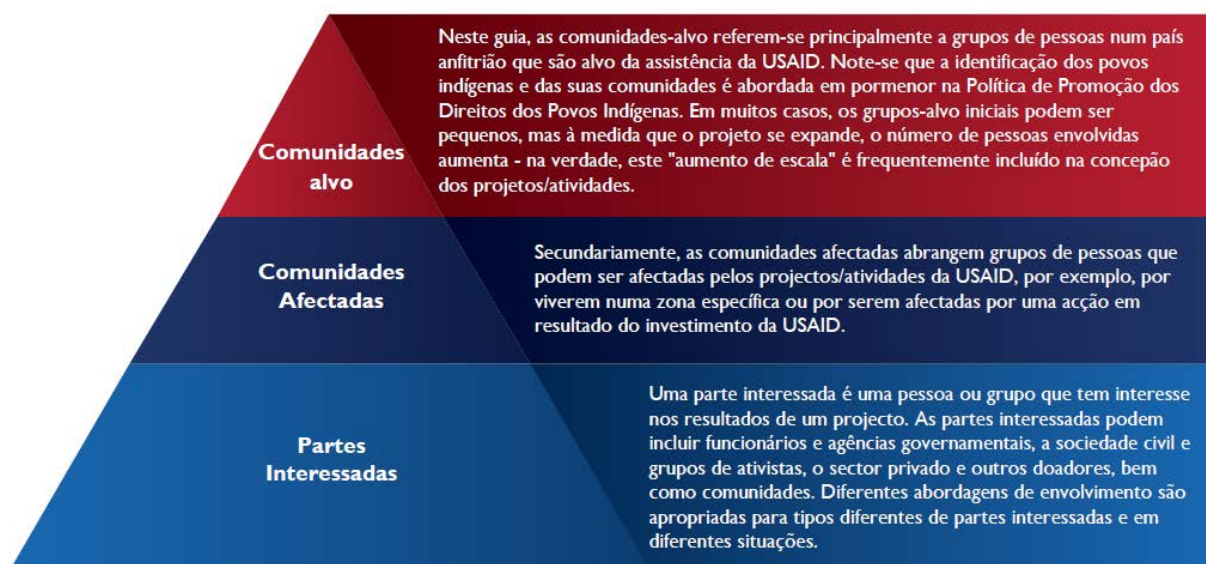 Comunidades
alvo
Neste guia, as comunidades-alvo referem-se principalmente a grupos de pessoas num país
anfitrião que são alvo da assistência da USAID. Note-se que a identificação dos povos
indígenas e das suas comunidades é abordada em pormenor na Política de Promoção dos
Direitos dos Povos Indígenas. Em muitos casos, os grupos-alvo iniciais podem ser
pequenos, mas à medida que o projeto se expande, o número de pessoas envolvidas
aumenta - na verdade, este "aumento de escala" é frequentemente incluído na concepão
dos projetos/atividades.
Comunidades
Afectadas
Secundariamente, as comunidades afectadas abrangem grupos de pessoas que
podem ser afectadas pelos projectos/atividades da USAID, por exemplo, por
viverem numa zona específica ou por serem afectadas por uma acção em
resultado do investimento da USAID.
Partes
Interessadas
Uma parte interessada é uma pessoa ou grupo que tem interesse
nos resultados de um projecto. As partes interessadas podem
incluir funcionários e agências governamentais, a sociedade civil e
grupos de ativistas, o sector privado e outros doadores, bem
como comunidades. Diferentes abordagens de envolvimento são
apropriadas para tipos diferentes de partes interessadas e em
diferentes situações.